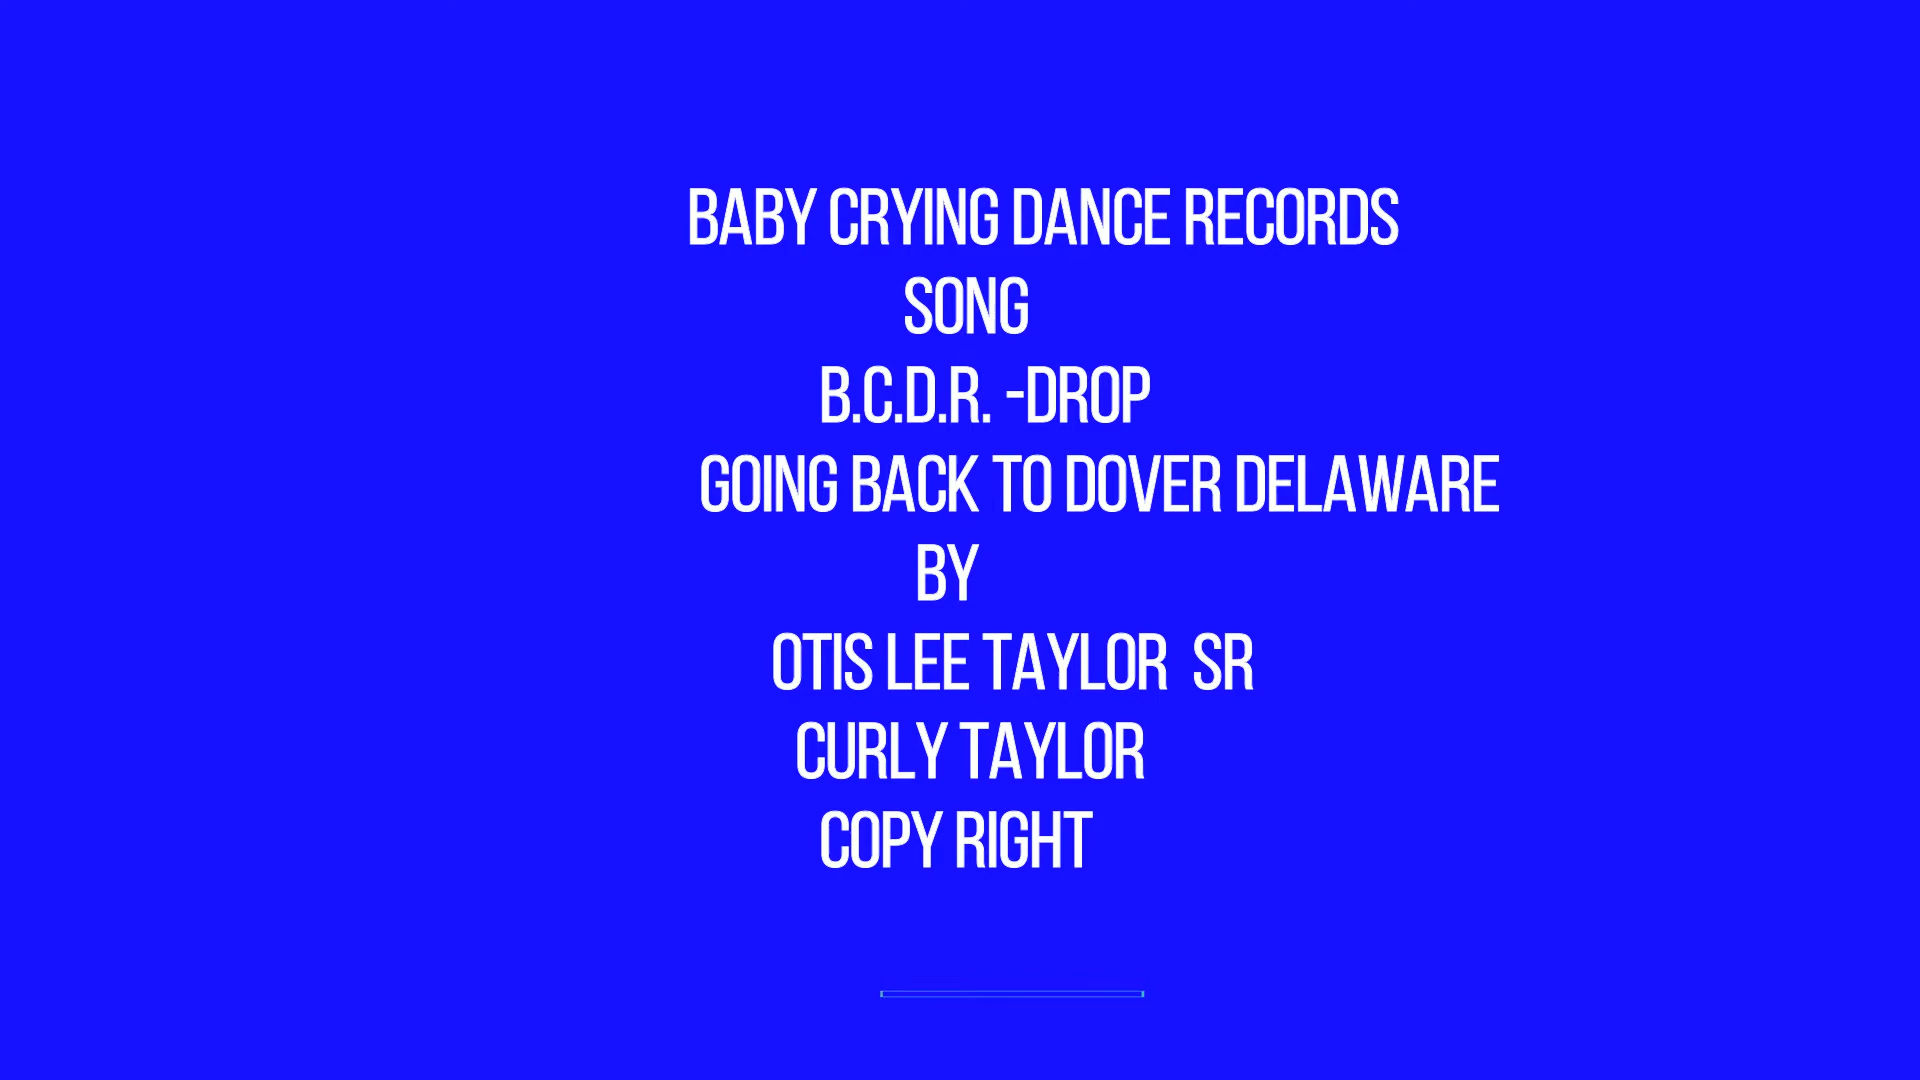 BABY CRYING DANCE RECORDS
SONG
B.C.D.R. -DROP
GOING BACK TO DOVER DELAWARE
BY
OTIS LEE TAYLOR  SR
CURLY TAYLOR
COPY RIGHT